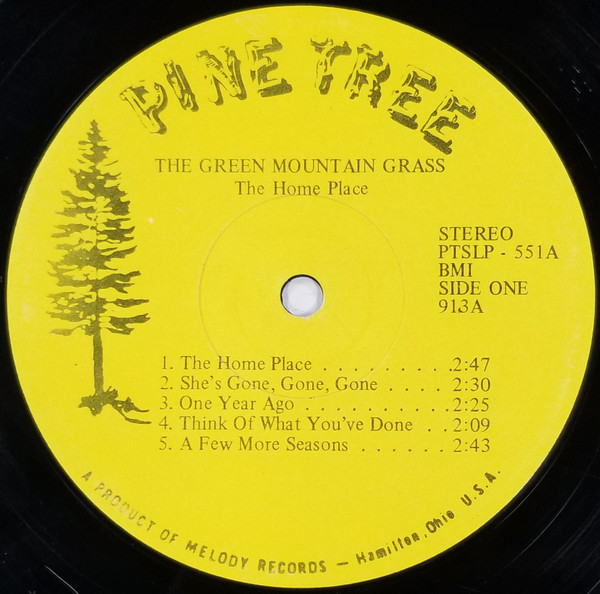 PINE TREE
THE GREEN MOUNTAIN GRASS
The Home Place
STEREO
PTSLP - 551A
BMI
SIDE ONE
913A
1. The Home Place . . . . . . . . . .2:47
2. She's Gone, Gone, Gone . . . . 2:30
3. One Year Ago . . . . . . . . . . 2:25
4. Think Of What You've Done . . 2:09
5. A Few More Seasons . . . . . . 2:43
A PRODUCT OF MELODY RECORDS — Hamilton, Ohio U.S.A.